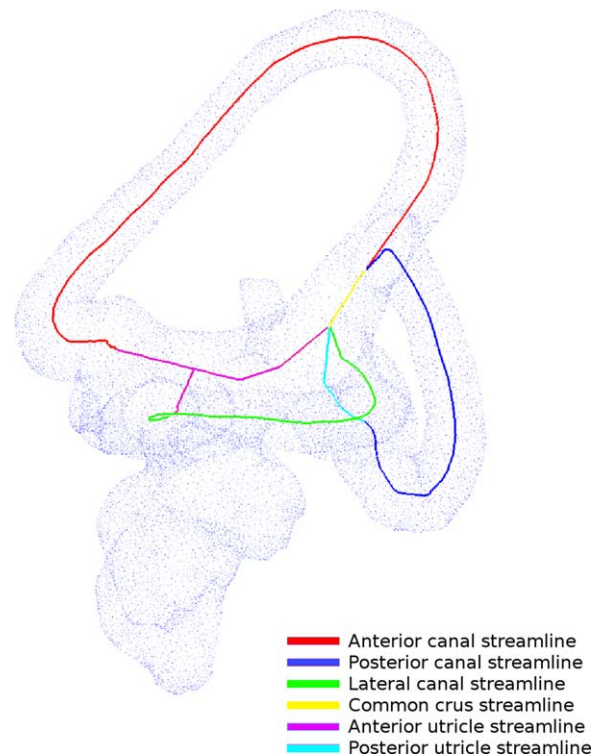 Anterior canal streamline
Posterior canal streamline
Lateral canal streamline
Common crus streamline
Anterior utricle streamline
Posterior utricle streamline